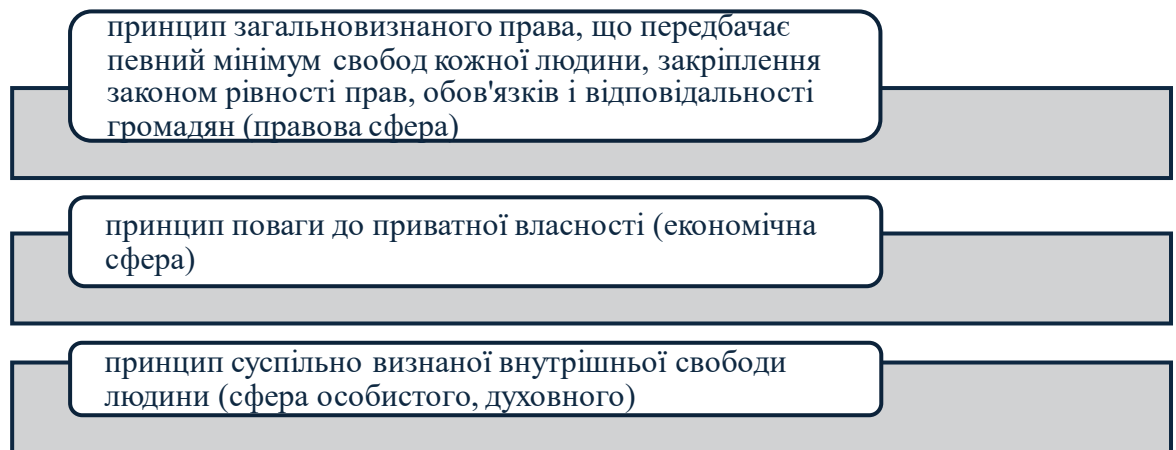 принцип загальновизнаного права, що передбачає
певний мінімум свобод кожної людини, закріплення
законом рівності прав, обов'язків і відповідальності
громадян (правова сфера)
принцип поваги до приватної власності (економічна
сфера)
принцип суспільно визнаної внутрішньої свободи
людини (сфера особистого, духовного)